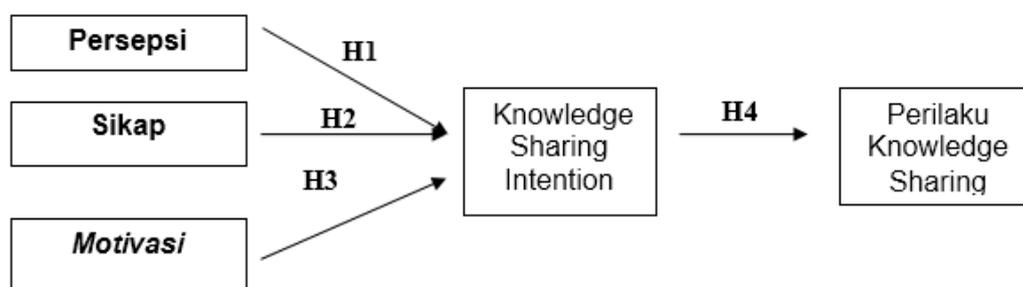 Persepsi
H1
Sikap
H2
H3
Motivasi
Knowledge
Sharing
Intention
H4
Perilaku
Knowledge
Sharing